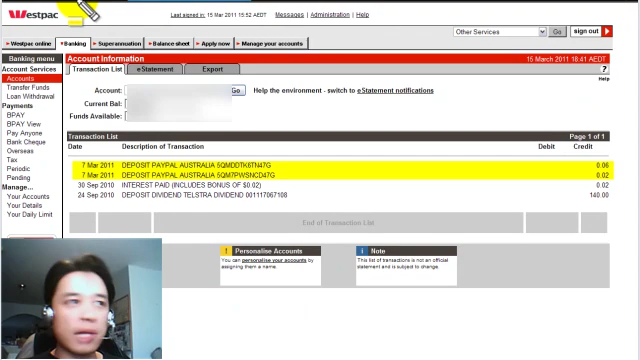 Westpac
Last signed in: 15 Mar 2011 15:52 AEDT Messages | Administration | Help
Other Services Go sign out
Westpac online Banking Superannuation Balance sheet Apply now Manage your accounts
Banking menu Account Information 15 March 2011 18:41 AEDT
Account Services Transaction List eStatement Export ?
Help
Accounts
Transfer Funds
Loan Withdrawal
Payments
BPAY
BPAY View
Pay Anyone
Bank Cheque
Overseas
Tax
Periodic
Pending
Manage...
Your Accounts
Your Details
Your Daily Limit
Account: Go Help the environment - switch to eStatement notifications
Current Bal:
Funds Available:
Transaction List Page 1 of 1
Date Description of Transaction Debit Credit
7 Mar 2011 DEPOSIT PAYPAL AUSTRALIA 5QMDDTK6TN47G 0.06
7 Mar 2011 DEPOSIT PAYPAL AUSTRALIA 5QM7PWSNCD47G 0.02
30 Sep 2010 INTEREST PAID (INCLUDES BONUS OF $0.02) 0.02
24 Sep 2010 DEPOSIT DIVIDEND TELSTRA DIVIDEND 001117067108 140.00
End of Transaction List
! Personalise Accounts
You can personalise your accounts by
assigning them a name.
i Note
This list of transactions is not an official
statement and is subject to change.